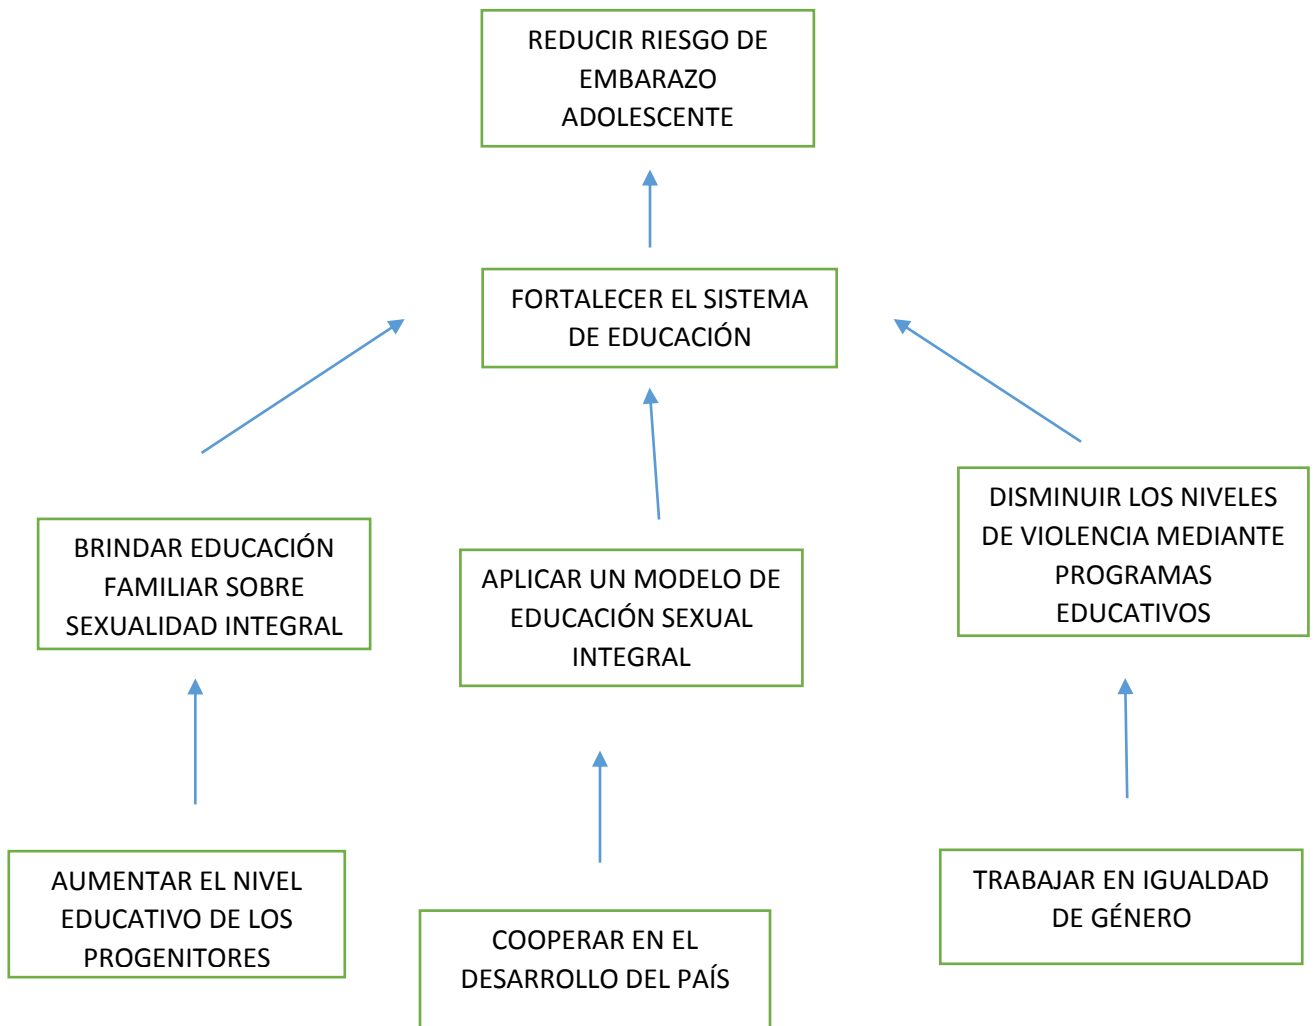 REDUCIR RIESGO DE
EMBARAZO
ADOLESCENTE
FORTALECER EL SISTEMA
DE EDUCACIÓN
BRINDAR EDUCACIÓN
FAMILIAR SOBRE
SEXUALIDAD INTEGRAL
APLICAR UN MODELO DE
EDUCACIÓN SEXUAL
INTEGRAL
DISMINUIR LOS NIVELES
DE VIOLENCIA MEDIANTE
PROGRAMAS
EDUCATIVOS
AUMENTAR EL NIVEL
EDUCATIVO DE LOS
PROGENITORES
COOPERAR EN EL
DESARROLLO DEL PAÍS
TRABAJAR EN IGUALDAD
DE GÉNERO